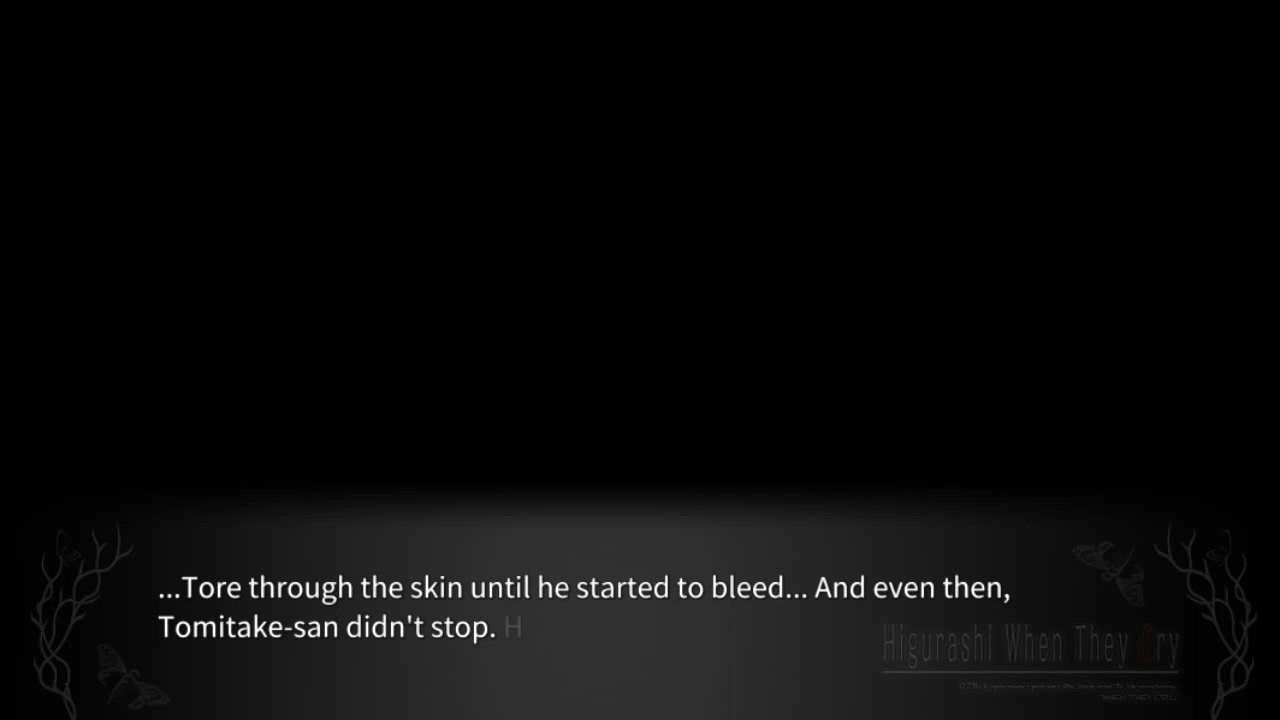 ...Tore through the skin until he started to bleed... And even then,
Tomitake-san didn't stop. H
Higurashi When They Cry